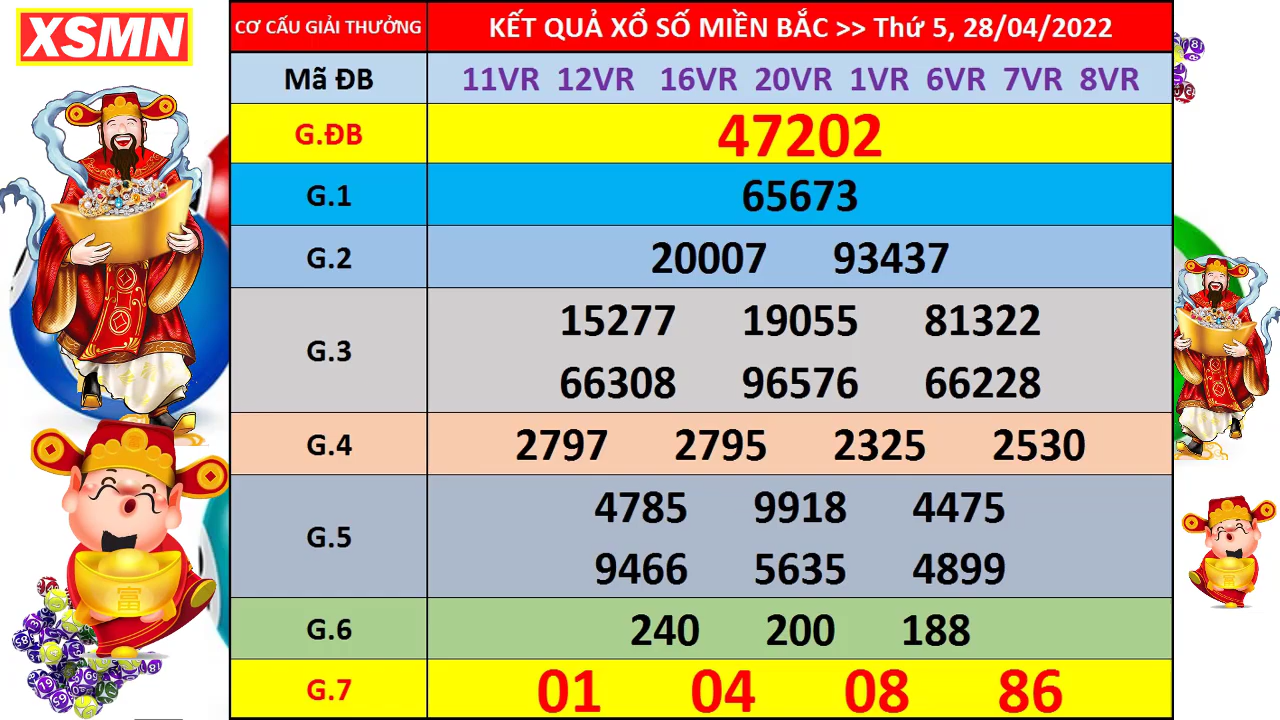 XSMN
CƠ CẤU GIẢI THƯỞNG
KẾT QUẢ XỔ SỐ MIỀN BẮC >> Thứ 5, 28/04/2022
Mã ĐB
11VR 12VR 16VR 20VR 1VR 6VR 7VR 8VR
G.ĐB
47202
G.1
65673
G.2
20007 93437
G.3
15277 19055 81322
66308 96576 66228
G.4
2797 2795 2325 2530
G.5
4785 9918 4475
9466 5635 4899
G.6
240 200 188
G.7
01 04 08 86
富
富